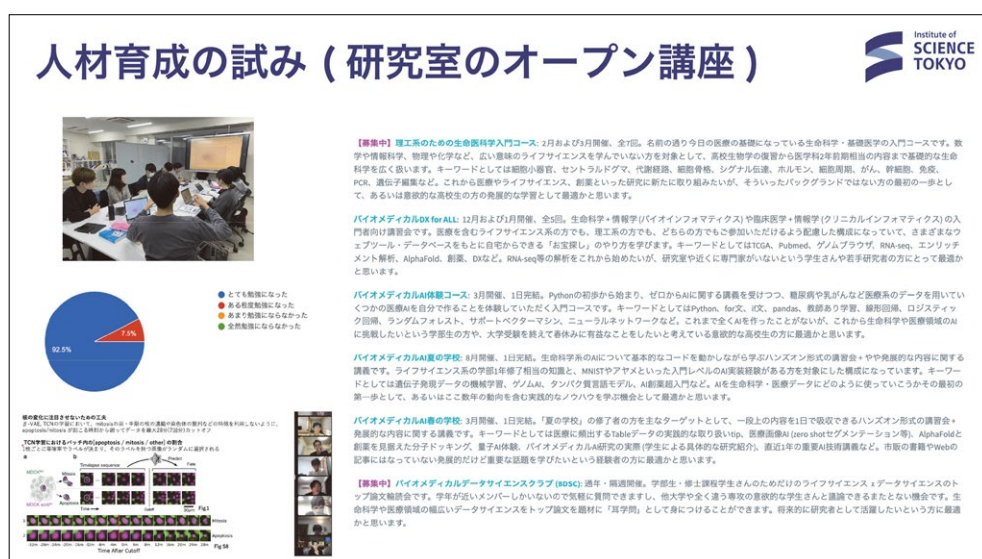 人材育成の試み ( 研究室のオープン講座 )
Institute of
SCIENCE
TOKYO
【募集中】理工系のための生命医科学入門コース: 2月および3月開催、全7回。名前の通り今日の医療の基礎になっている生命科学・基礎医学の入門コースです。数
学や情報科学、物理や化学など、広い意味のライフサイエンスを学んでいない方を対象として、高校生物学の復習から医学科2年前期相当の内容まで基礎的な生命
科学を広く扱います。キーワードとしては細胞小器官、セントラルドグマ、代謝経路、細胞骨格、シグナル伝達、ホルモン、細胞周期、がん、幹細胞、免疫、
PCR、遺伝子編集など。これから医療やライフサイエンス、創薬といった研究に新たに取り組みたいが、そういったバックグランドではない方の最初の一歩とし
て、あるいは意欲的な高校生の方の発展的な学習として最適かと思います。
バイオメディカルDX for ALL: 12月および1月開催、全5回。生命科学+情報学 (バイオインフォマティクス) や臨床医学+情報学 (クリニカルインフォマティクス) の入
門者向け講習会です。医療を含むライフサイエンス系の方でも、理工系の方でも、どちらの方でもご参加いただけるよう配慮した構成になっていて、さまざまなウ
ェブツール・データベースをもとに自宅からできる「お宝探し」のやり方を学びます。キーワードとしてはTCGA、Pubmed、ゲノムブラウザ、RNA-seq、エンリッチ
メント解析、AlphaFold、創薬、DXなど。RNA-seq等の解析をこれから始めたいが、研究室や近くに専門家がいないという学生さんや若手研究者の方にとって最適か
と思います。
バイオメディカルAI体験コース: 3月開催、1日完結。Pythonの初歩から始まり、ゼロからAIに関する講義を受けつつ、糖尿病や乳がんなど医療系のデータを用いてい
くつかの医療AIを自分で作ることを体験していただく入門コースです。キーワードとしてはPython、for文、if文、pandas、教師あり学習、線形回帰、ロジスティッ
ク回帰、ランダムフォレスト、サポートベクターマシン、ニューラルネットワークなど。これまで全くAIを作ったことがないが、これから生命科学や医療領域のAI
に挑戦したいという学部生の方や、大学受験を終えて春休みに有益なことをしたいと考えている意欲的な高校生の方に最適かと思います。
バイオメディカルAI夏の学校: 8月開催、1日完結。生命科学系のAIについて基本的なコードを動かしながら学ぶハンズオン形式の講習会+やや発展的な内容に関する
講義です。ライフサイエンス系の学部1年修了相当の知識と、MNISTやアヤメといった入門レベルのAI実装経験がある方を対象にした構成になっています。キーワー
ドとしては遺伝子発現データの機械学習、ゲノムAI、タンパク質言語モデル、AI創薬超入門など。AIを生命科学・医療データにどのように使っていこうかその最初の
第一歩として、あるいはここ数年の動向を含む実践的なノウハウを学ぶ機会として最適かと思います。
バイオメディカルAI春の学校: 3月開催、1日完結。「夏の学校」の修了者の方を主なターゲットとして、一段上の内容を1日で吸収できるハンズオン形式の講習会+
発展的な内容に関する講義です。キーワードとしては医療に頻出するTableデータの実践的な取り扱いtip、医療画像AI (zero shotセグメンテーション等)、AlphaFoldと
創薬を見据えた分子ドッキング、量子AI体験、バイオメディカルAI研究の実際 (学生による具体的な研究紹介)、直近1年の重要AI技術講義など。市販の書籍やWebの
記事にはなっていない発展的だけど重要な話題を学びたいという経験者の方に最適かと思います。
【募集中】バイオメディカルデータサイエンスクラブ (BDSC): 通年・隔週開催。学部生・修士課程学生さんのためだけのライフサイエンス x データサイエンスのト
ップ論文輪読会です。学年が近いメンバーしかいないので気軽に質問できますし、他大学や全く違う専攻の意欲的な学生さんと議論できるまたとない機会です。生
命科学や医療領域の幅広いデータサイエンスをトップ論文を題材に「耳学問」として身につけることができます。将来的に研究者として活躍したいという方に最適
かと思います。
とても勉強になった
ある程度勉強になった
あまり勉強にならなかった
全然勉強にならなかった
7.5%
92.5%
核の変化に注目させないための工夫
TCN学習におけるバッチ内の[apoptosis / mitosis / other] の割合
Timelapse sequence
Predict
Fate
Mitosis
Apoptosis
Time
Fig 1
Mitosis
Apoptosis
Time After Cutoff
Fig S8